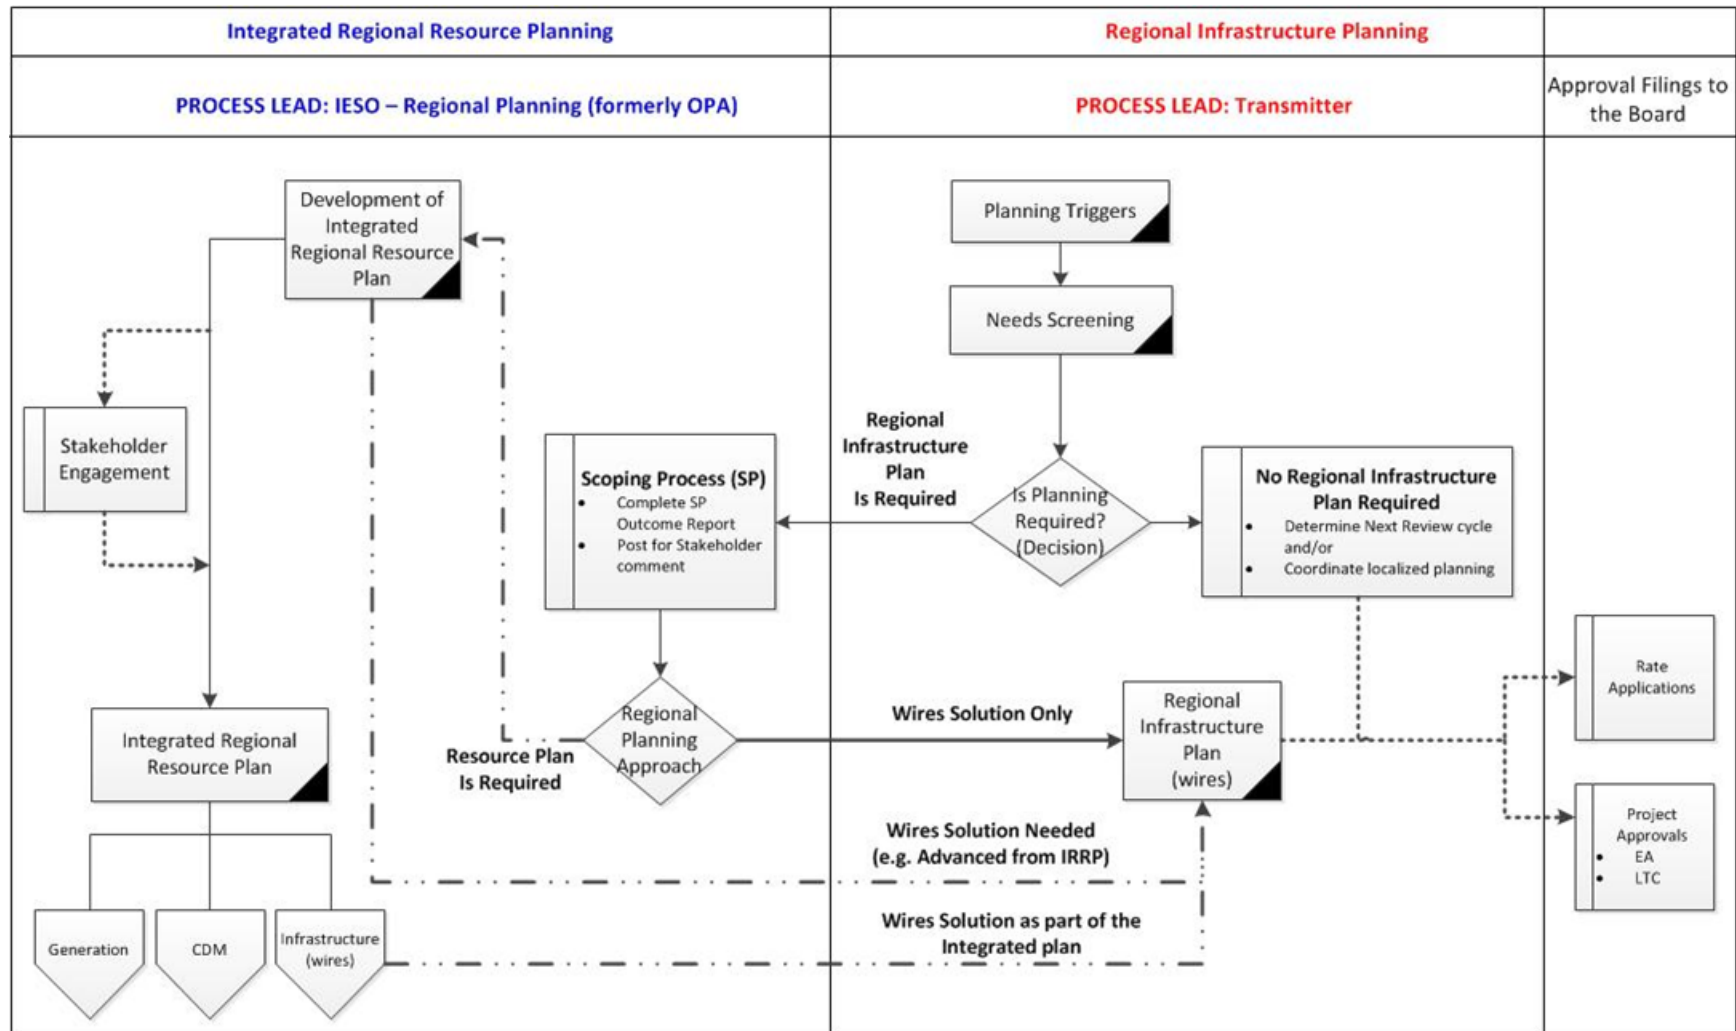 Integrated Regional Resource Planning
Regional Infrastructure Planning
PROCESS LEAD: IESO – Regional Planning (formerly OPA)
PROCESS LEAD: Transmitter
Approval Filings to
the Board
Development of
Integrated
Regional Resource
Plan
Planning Triggers
Needs Screening
Stakeholder
Engagement
Scoping Process (SP)
• Complete SP
Outcome Report
• Post for Stakeholder
comment
Regional
Infrastructure
Plan
Is Required
Is Planning
Required?
(Decision)
No Regional Infrastructure
Plan Required
• Determine Next Review cycle
and/or
• Coordinate localized planning
Integrated Regional
Resource Plan
Resource Plan
Is Required
Regional
Planning
Approach
Wires Solution Only
Regional
Infrastructure
Plan
(wires)
Rate
Applications
Project
Approvals
• EA
• LTC
Wires Solution Needed
(e.g. Advanced from IRRP)
Wires Solution as part of the
Integrated plan
Generation
CDM
Infrastructure
(wires)